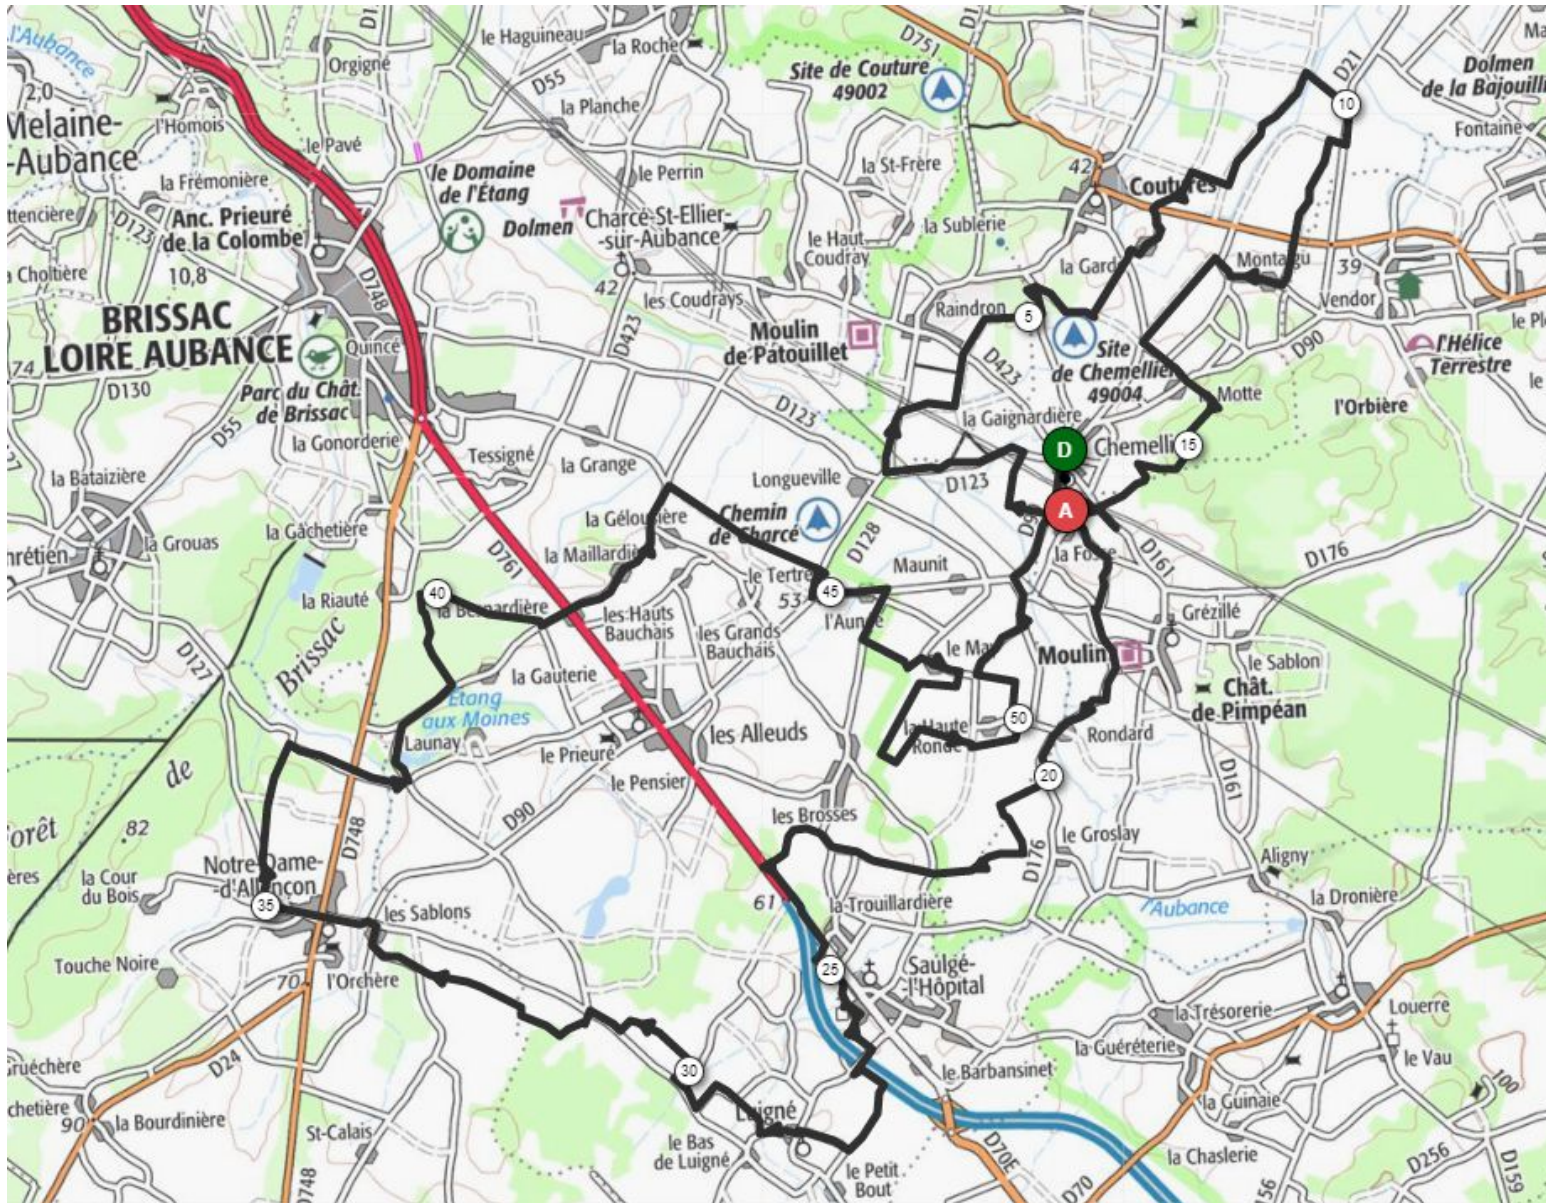 l'Aubance
2,0
l'Homois
Orgigné
le Haguineau
la Roche
D55
la Planche
D751
Site de Couture
49002
D21
10
Dolmen
de la Bajouill
Fontaine
Melaine-
-Aubance
le Pavé
la Frémonière
Anc. Prieuré
de la Colombe
D123
10,8
D748
le Domaine
de l'Étang
Dolmen
le Perrin
Charcé-St-Ellier-
-sur-Aubance
42
les Coudrays
D423
la St-Frère
la Sublerie
le Haut
Coudray
42
Coutures
la Gard
Montaigu
39
Vendor
BRISSAC
LOIRE AUBANCE
Quincé
74
D130
Parc du Chât.
de Brissac
Moulin
de Patouillet
Raindron
5
D423
Site
de Chemellier
49004
D90
l'Hélice
Terrestre
Motte
l'Orbière
D55
la Gonorderie
Tessigné
la Grange
D123
la Gaignardière
D
Chemelli
15
la Bataizière
Longueville
D123
A
la Gâchetière
la Grouas
D761
la Gélousière
la Maillardière
Chemin
de Charcé
D128
la Fosse
D161
D176
la Riauté
40
la Bernardière
les Hauts
Bauchais
le Tertre
53
45
l'Aunay
Maunit
Grézillé
D127
Brissac
la Gauterie
les Grands
Bauchais
Moulin
le Sablon
Chât.
de Pimpéan
Étang
aux Moines
Launay
le Prieuré
les Alleuds
la Haute
Ronde
50
Rondard
de
le Pensier
20
D161
82
D748
D90
les Brosses
le Groslay
D176
Aligny
la Cour
du Bois
Notre-Dame-
-d'Allençon
35
les Sablons
61
la Trouillardière
Aubance
la Dronière
Touche Noire
l'Orchère
70
25
Saulgé-
-l'Hôpital
la Trésorerie
Louerre
D24
la Guéréterie
le Vau
30
le Barbansinet
100
la Bourdinière
90
St-Calais
Luigné
la Guinaie
le Bas
de Luigné
le Petit
Bout
D70E
D70
la Chaslerie
D256
D159
D748